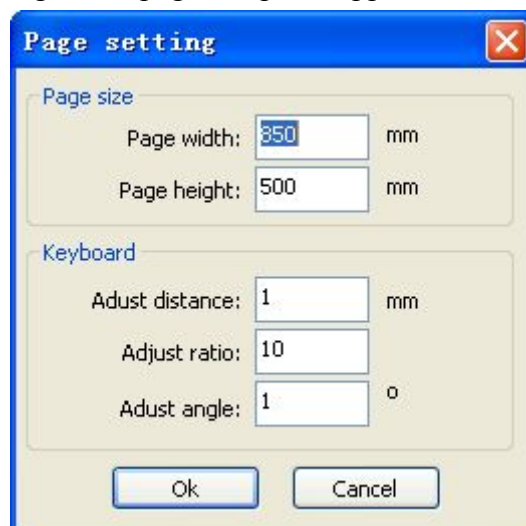 Page setting
Page size
Page width: 850 mm
Page height: 500 mm
Keyboard
Adust distance: 1 mm
Adjust ratio: 10
Adust angle: 1 o
Ok Cancel